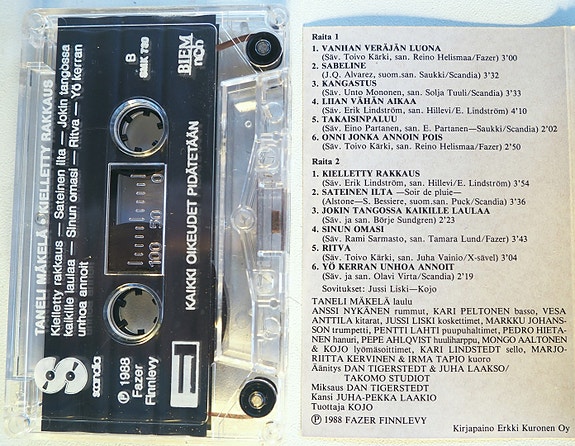 TANELI MÄKELÄ • KIELLETTY RAKKAUS
Kielletty rakkaus — Sateinen ilta — Jokin tangossa
kaikille laulaa — Sinun omasi — Ritva — Yö kerran
unhoa annoit
B
SMK 780
BIEM
ncb
0
50
100
KAIKKI OIKEUDET PIDÄTETÄÄN
S
scandia
℗ 1988
Fazer
Finnlevy
Raita 1
1. VANHAN VERÄJÄN LUONA
(Säv. Toivo Kärki, san. Reino Helismaa/Fazer) 3'00
2. SABELINE
(J.Q. Alvarez, suom.san. Saukki/Scandia) 3'32
3. KANGASTUS
(Säv. Unto Mononen, san. Solja Tuuli/Scandia) 3'33
4. LIIAN VÄHÄN AIKAA
(Säv. Erik Lindström, san. Hillevi/E. Lindström) 4'10
5. TAKAISINPALUU
(Säv. Eino Partanen, san. E. Partanen—Saukki/Scandia) 2'02
6. ONNI JONKA ANNOIN POIS
(Säv. Toivo Kärki, san. Reino Helismaa/Fazer) 2'50
Raita 2
1. KIELLETTY RAKKAUS
(Säv. Erik Lindström, san. Hillevi/E. Lindström) 3'54
2. SATEINEN ILTA —Soir de pluie—
(Alstone—S. Bessiere, suom.san. Puck/Scandia) 3'36
3. JOKIN TANGOSSA KAIKILLE LAULAA
(Säv. ja san. Börje Sundgren) 2'23
4. SINUN OMASI
(Säv. Rami Sarmasto, san. Tamara Lund/Fazer) 3'43
5. RITVA
(Säv. Toivo Kärki, san. Juha Vainio/X-sävel) 3'04
6. YÖ KERRAN UNHOA ANNOIT
(Säv. ja san. Olavi Virta/Scandia) 2'19
Sovitukset: Jussi Liski—Kojo
TANELI MÄKELÄ laulu
ANSSI NYKÄNEN rummut, KARI PELTONEN basso, VESA
ANTTILA kitarat, JUSSI LISKI koskettimet, MARKKU JOHANS-
SON trumpetti, PENTTI LAHTI puupuhaltimet, PEDRO HIETA-
NEN hanuri, PEPE AHLQVIST huuliharppu, MONGO AALTONEN
& KOJO lyömäsoittimet, KARI LINDSTEDT sello, MARJO-
RIITTA KERVINEN & IRMA TAPIO kuoro
Äänitys DAN TIGERSTEDT & JUHA LAAKSO/
TAKOMO STUDIOT
Miksaus DAN TIGERSTEDT
Kansi JUHA-PEKKA LAAKIO
Tuottaja KOJO
℗ 1988 FAZER FINNLEVY
Kirjapaino Erkki Kuronen Oy